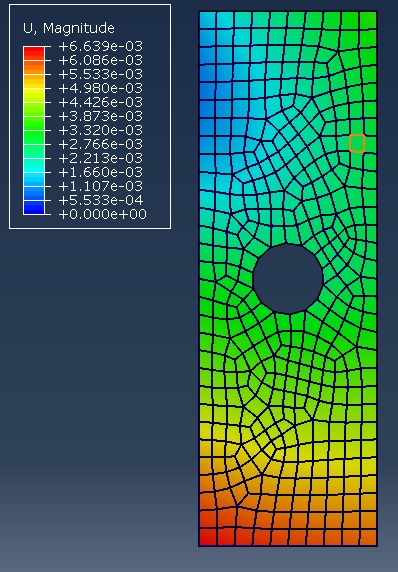 U, Magnitude
+6.639e-03
+6.086e-03
+5.533e-03
+4.980e-03
+4.426e-03
+3.873e-03
+3.320e-03
+2.766e-03
+2.213e-03
+1.660e-03
+1.107e-03
+5.533e-04
+0.000e+00